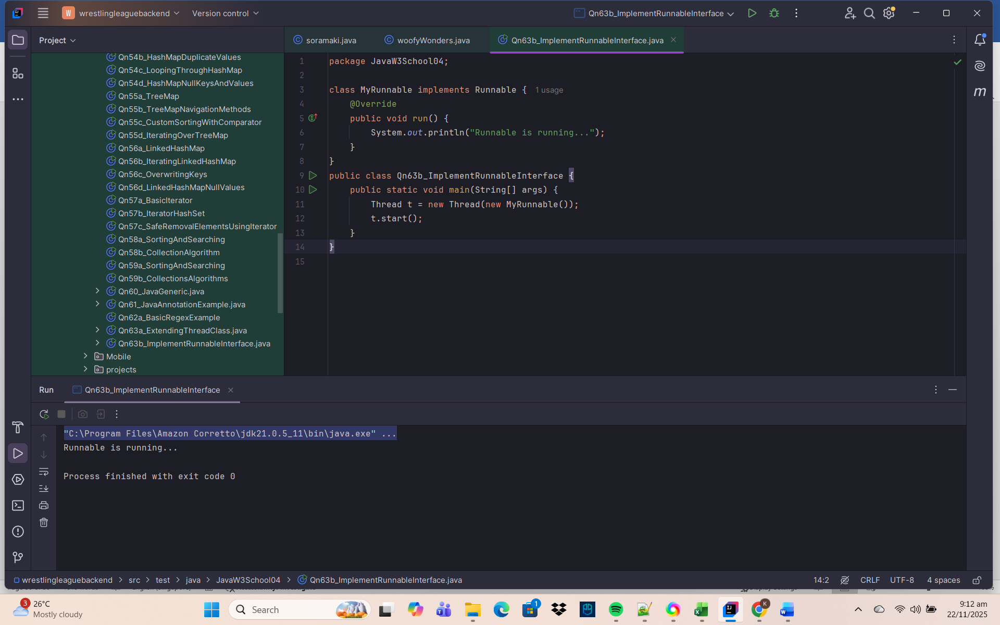 W wrestlingleaguebackend Version control Qn63b_ImplementRunnableInterface
Project
soramaki.java woofyWonders.java Qn63b_ImplementRunnableInterface.java
Qn54b_HashMapDuplicateValues
Qn54c_LoopingThroughHashMap
Qn54d_HashMapNullKeysAndValues
Qn55a_TreeMap
Qn55b_TreeMapNavigationMethods
Qn55c_CustomSortingWithComparator
Qn55d_IteratingOverTreeMap
Qn56a_LinkedHashMap
Qn56b_IteratingLinkedHashMap
Qn56c_OverwritingKeys
Qn56d_LinkedHashMapNullValues
Qn57a_BasicIterator
Qn57b_IteratorHashSet
Qn57c_SafeRemovalElementsUsingIterator
Qn58a_SortingAndSearching
Qn58b_CollectionAlgorithm
Qn59a_SortingAndSearching
Qn59b_CollectionsAlgorithms
Qn60_JavaGeneric.java
Qn61_JavaAnnotationExample.java
Qn62a_BasicRegexExample
Qn63a_ExtendingThreadClass.java
Qn63b_ImplementRunnableInterface.java
Mobile
projects
1 package JavaW3School04;
2
3 class MyRunnable implements Runnable { 1 usage
4 @Override
5 public void run() {
6 System.out.println("Runnable is running...");
7 }
8 }
9 public class Qn63b_ImplementRunnableInterface {
10 public static void main(String[] args) {
11 Thread t = new Thread(new MyRunnable());
12 t.start();
13 }
14 }
15
Run Qn63b_ImplementRunnableInterface
"C:\Program Files\Amazon Corretto\jdk21.0.5_11\bin\java.exe" ...
Runnable is running...
Process finished with exit code 0
wrestlingleaguebackend > src > test > java > JavaW3School04 > Qn63b_ImplementRunnableInterface.java 14:2 CRLF UTF-8 4 spaces
3 26°C
Mostly cloudy
Search
1
K
9:12 am
22/11/2025